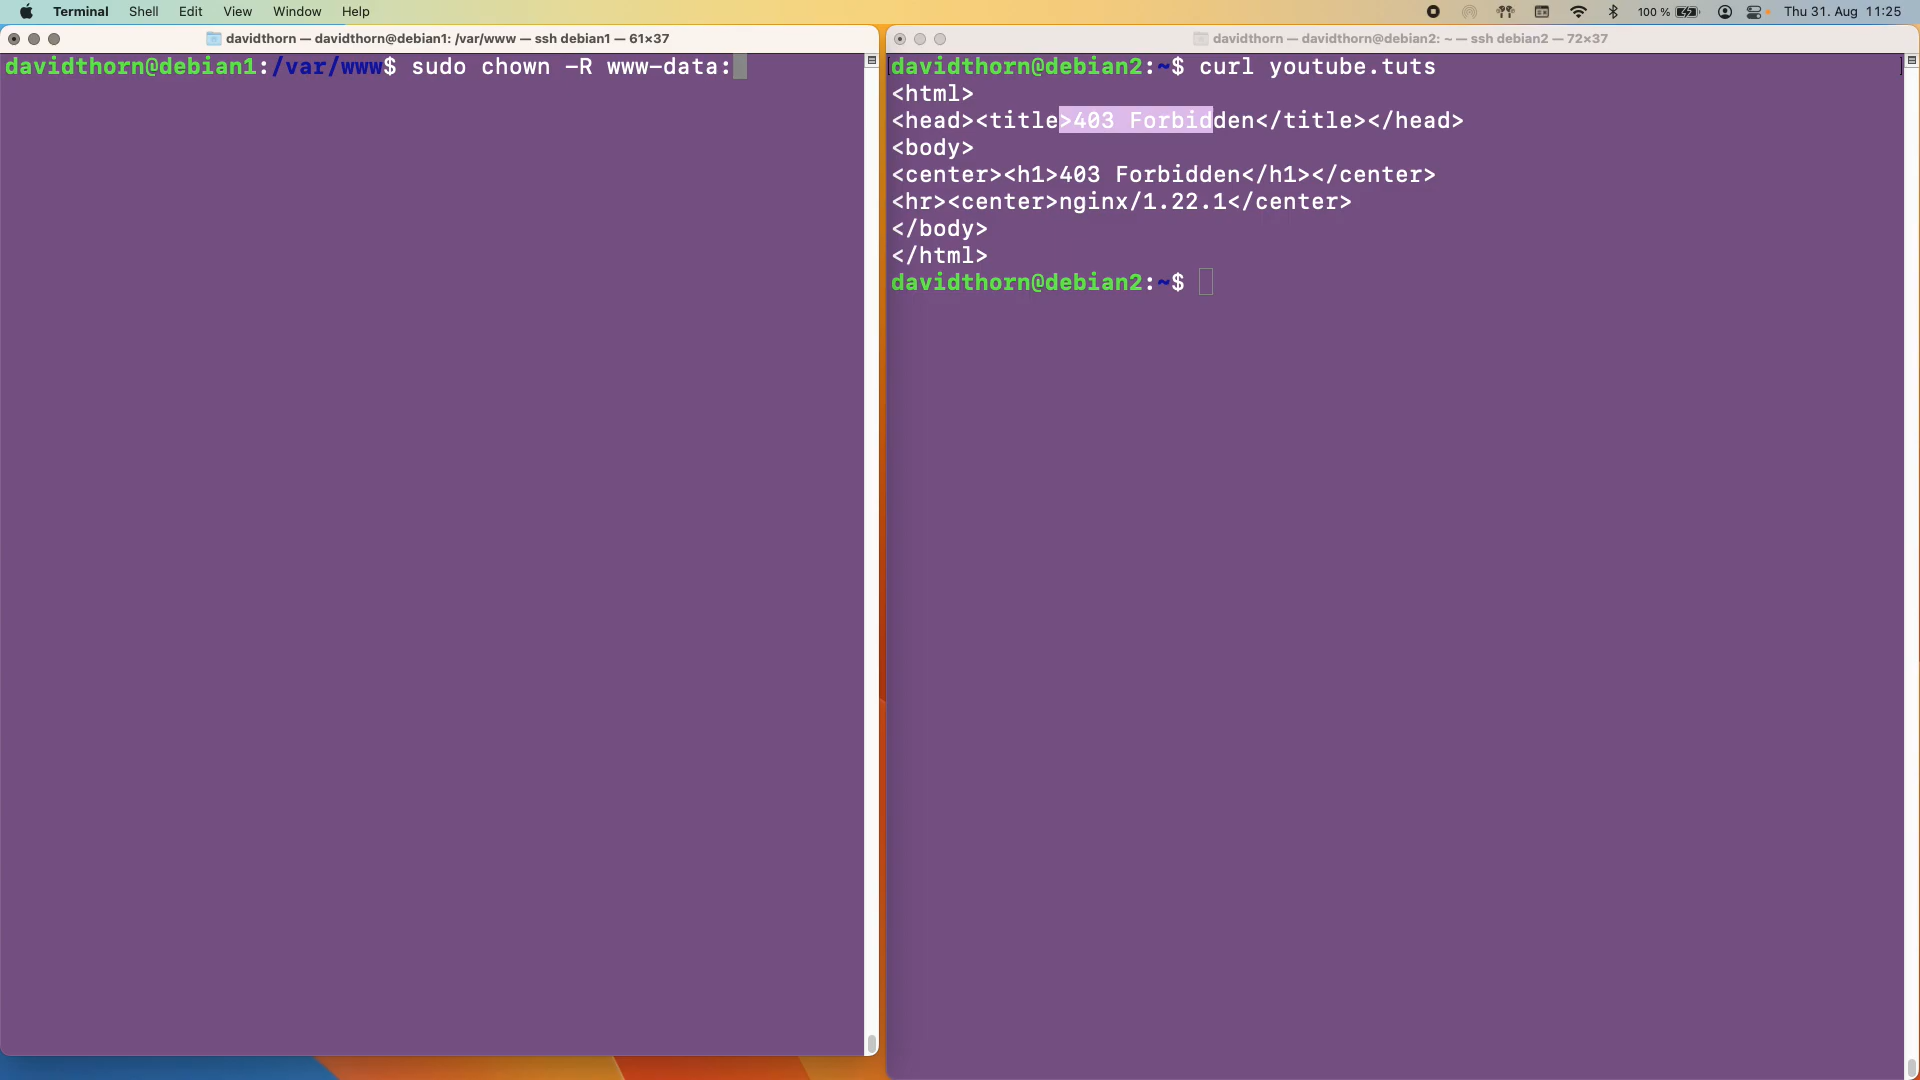 Terminal Shell Edit View Window Help 100 % Thu 31. Aug 11:25
davidthorn — davidthorn@debian1: /var/www — ssh debian1 — 61×37
davidthorn@debian1:/var/www$ sudo chown -R www-data:
davidthorn — davidthorn@debian2: ~ — ssh debian2 — 72×37
davidthorn@debian2:~$ curl youtube.tuts
<html>
<head><title>403 Forbidden</title></head>
<body>
<center><h1>403 Forbidden</h1></center>
<hr><center>nginx/1.22.1</center>
</body>
</html>
davidthorn@debian2:~$